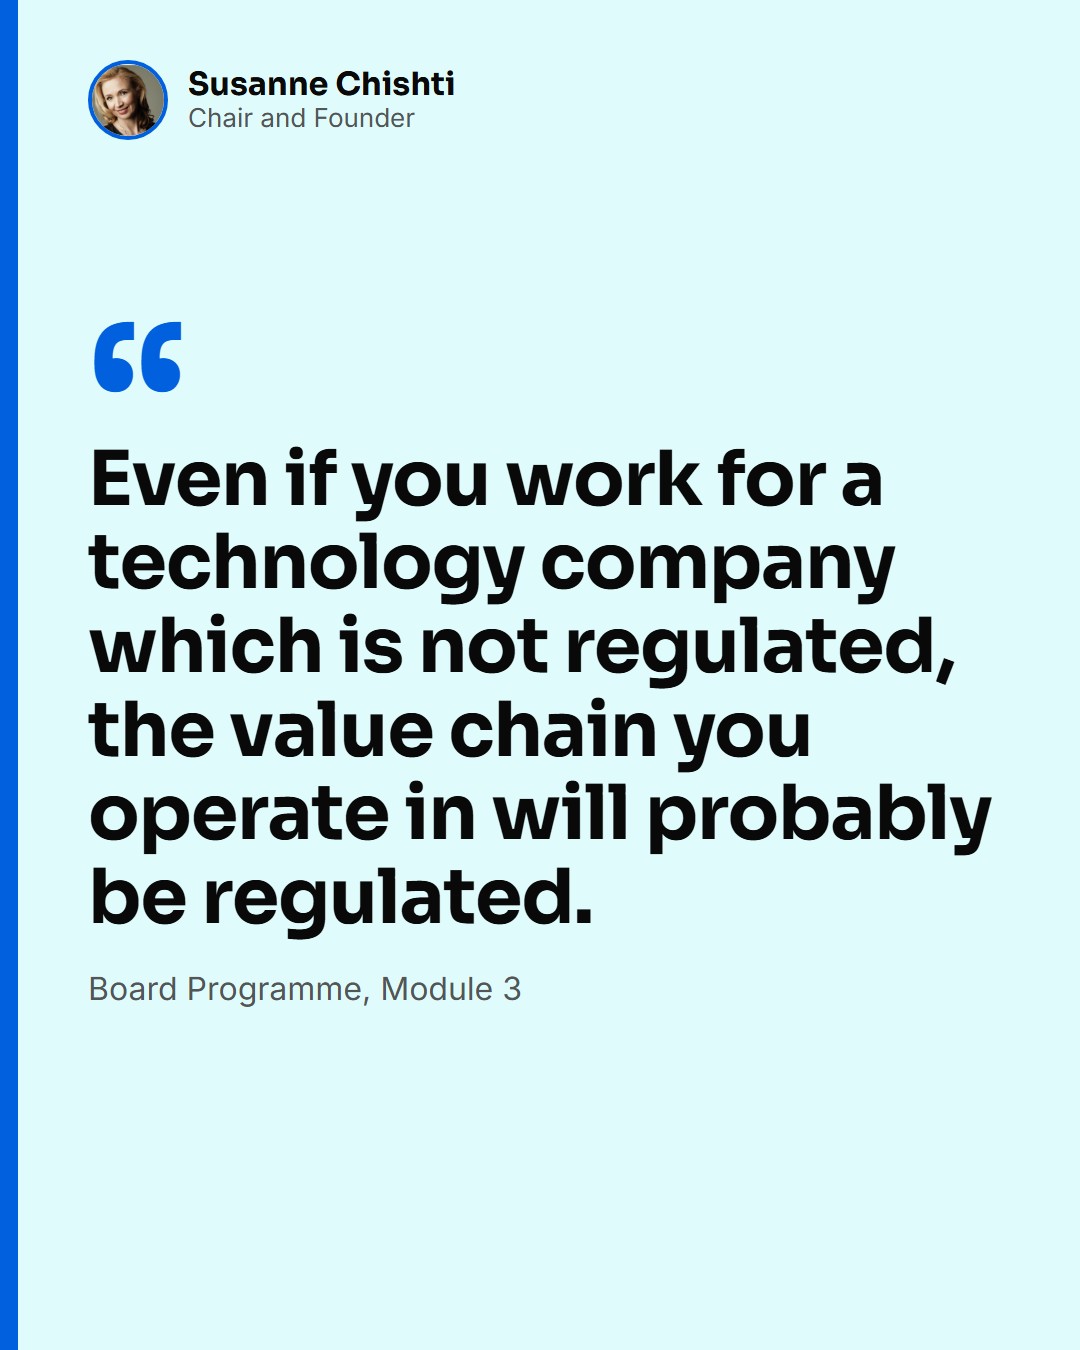 Susanne Chishti
Chair and Founder
“
Even if you work for a
technology company
which is not regulated,
the value chain you
operate in will probably
be regulated.
Board Programme, Module 3